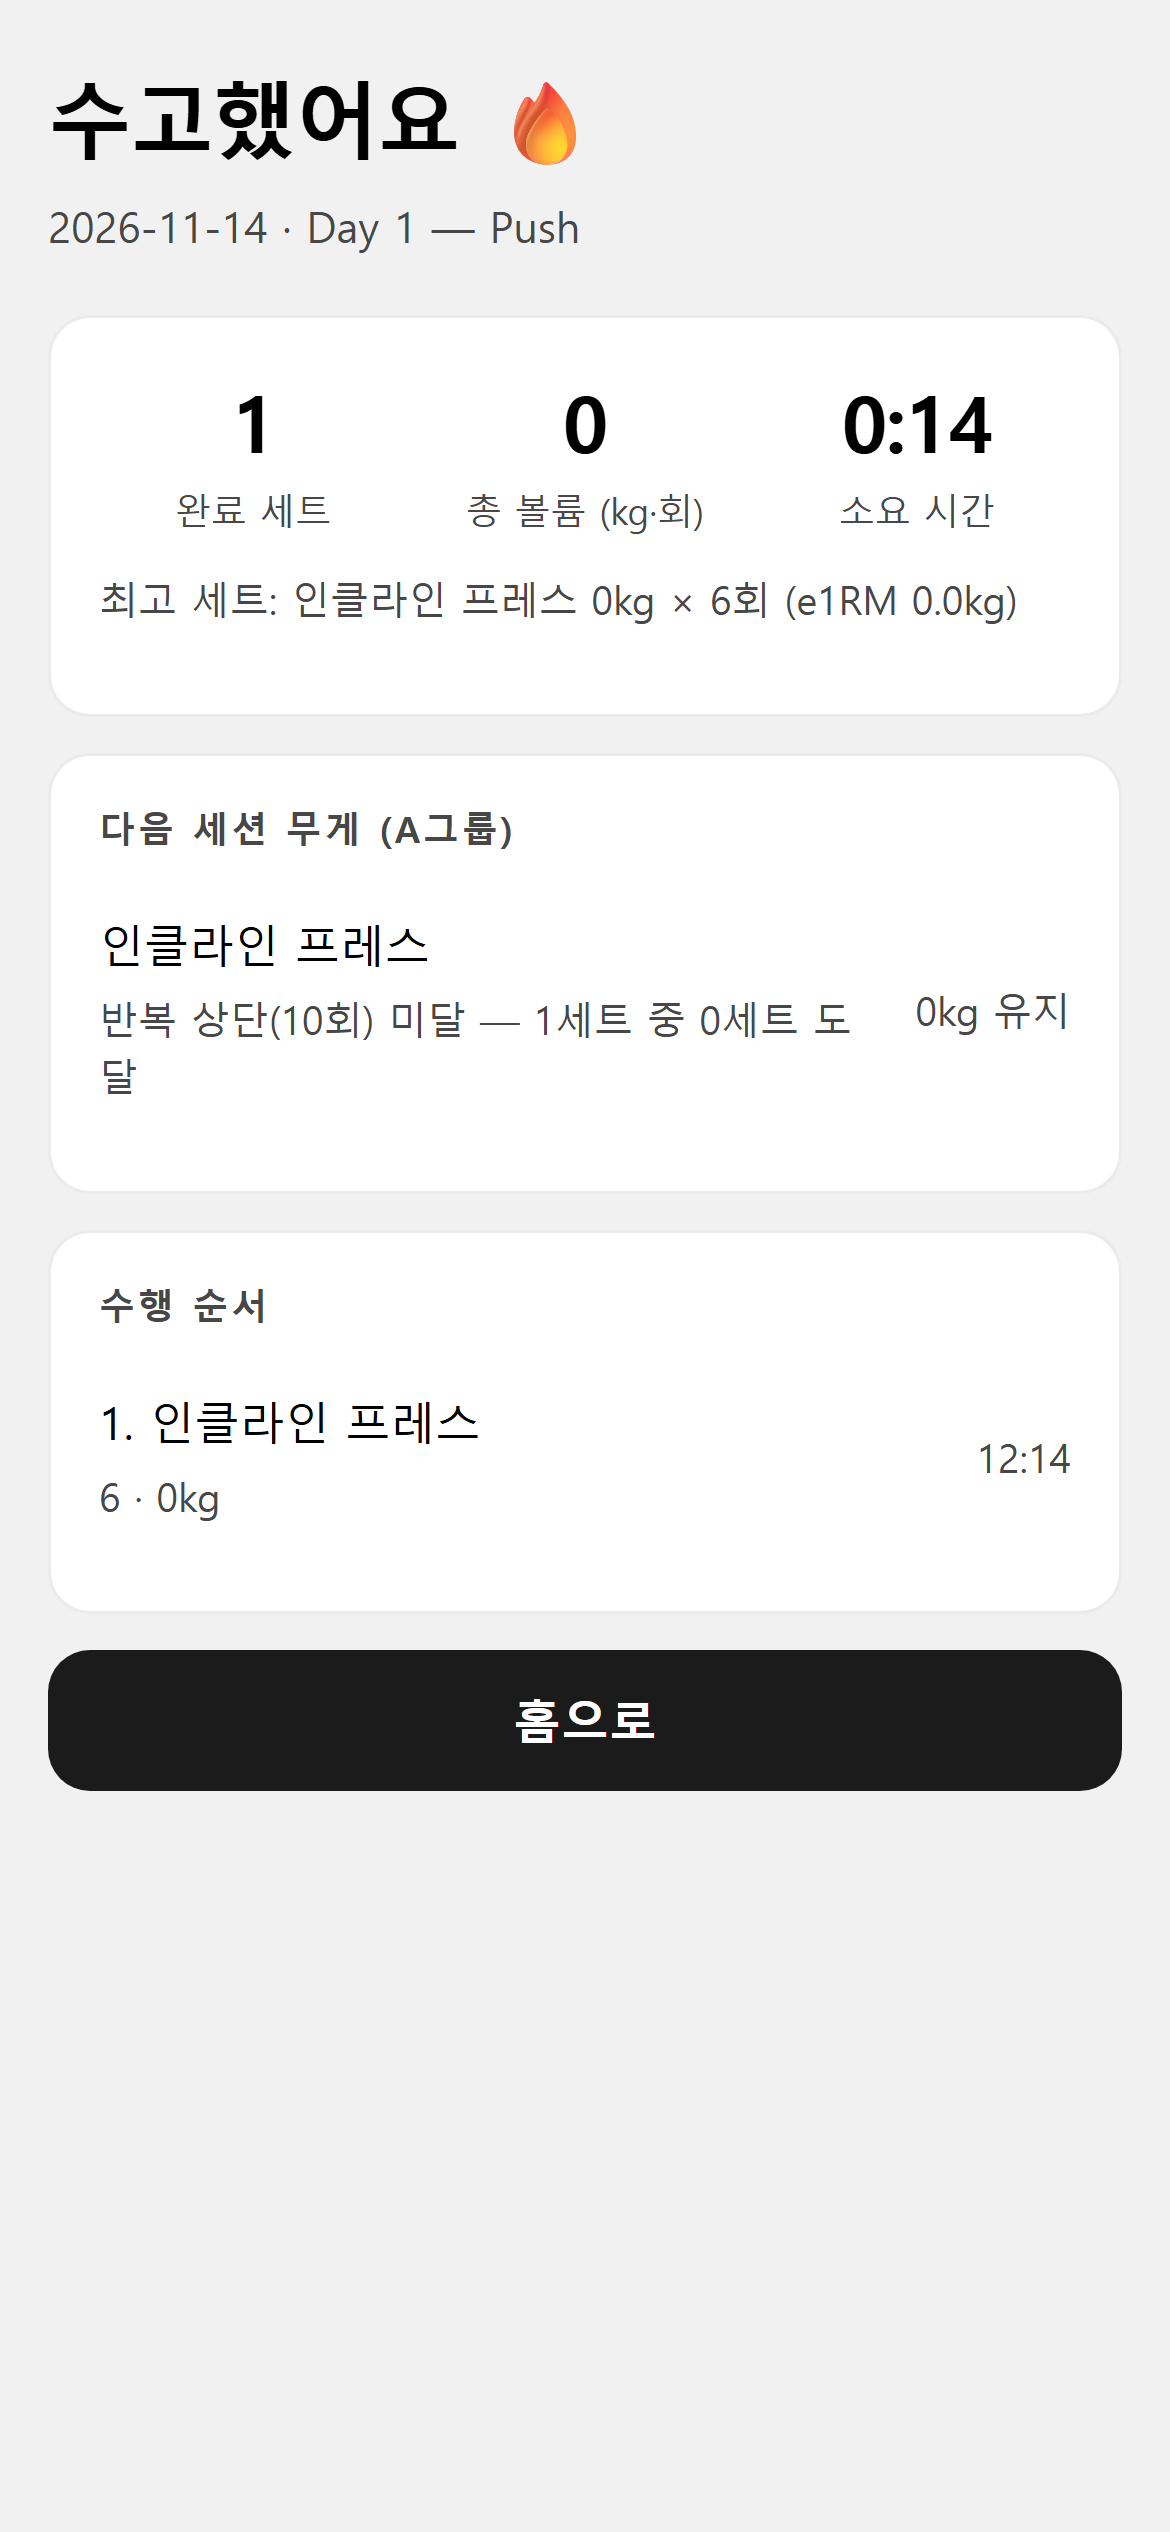 수고했어요 🔥
2026-11-14 · Day 1 — Push
1
0
0:14
완료 세트
총 볼륨 (kg·회)
소요 시간
최고 세트: 인클라인 프레스 0kg × 6회 (e1RM 0.0kg)
다음 세션 무게 (A그룹)
인클라인 프레스
반복 상단(10회) 미달 — 1세트 중 0세트 도
달
0kg 유지
수행 순서
1. 인클라인 프레스
6 · 0kg
12:14
홈으로